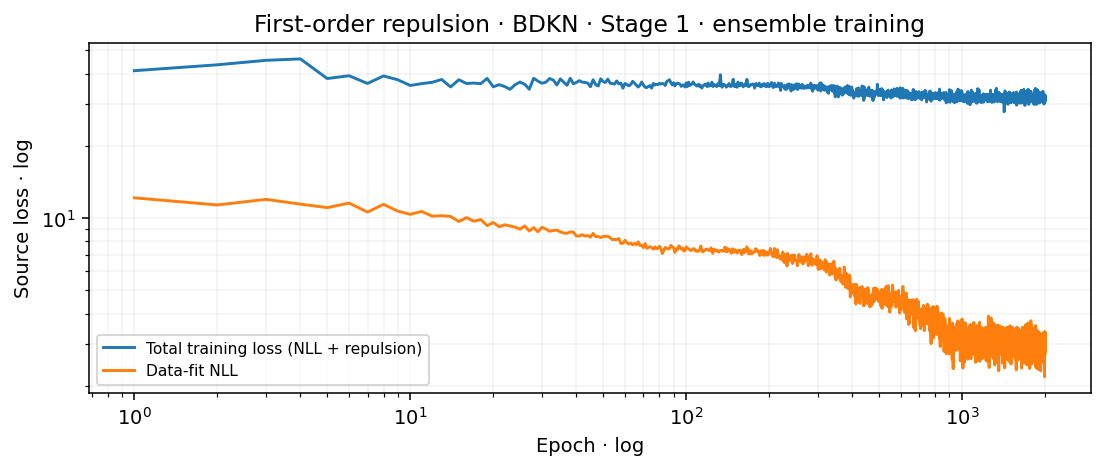 First-order repulsion · BDKN · Stage 1 · ensemble training
Source loss · log
10¹
Total training loss (NLL + repulsion)
Data-fit NLL
10⁰ 10¹ 10² 10³
Epoch · log